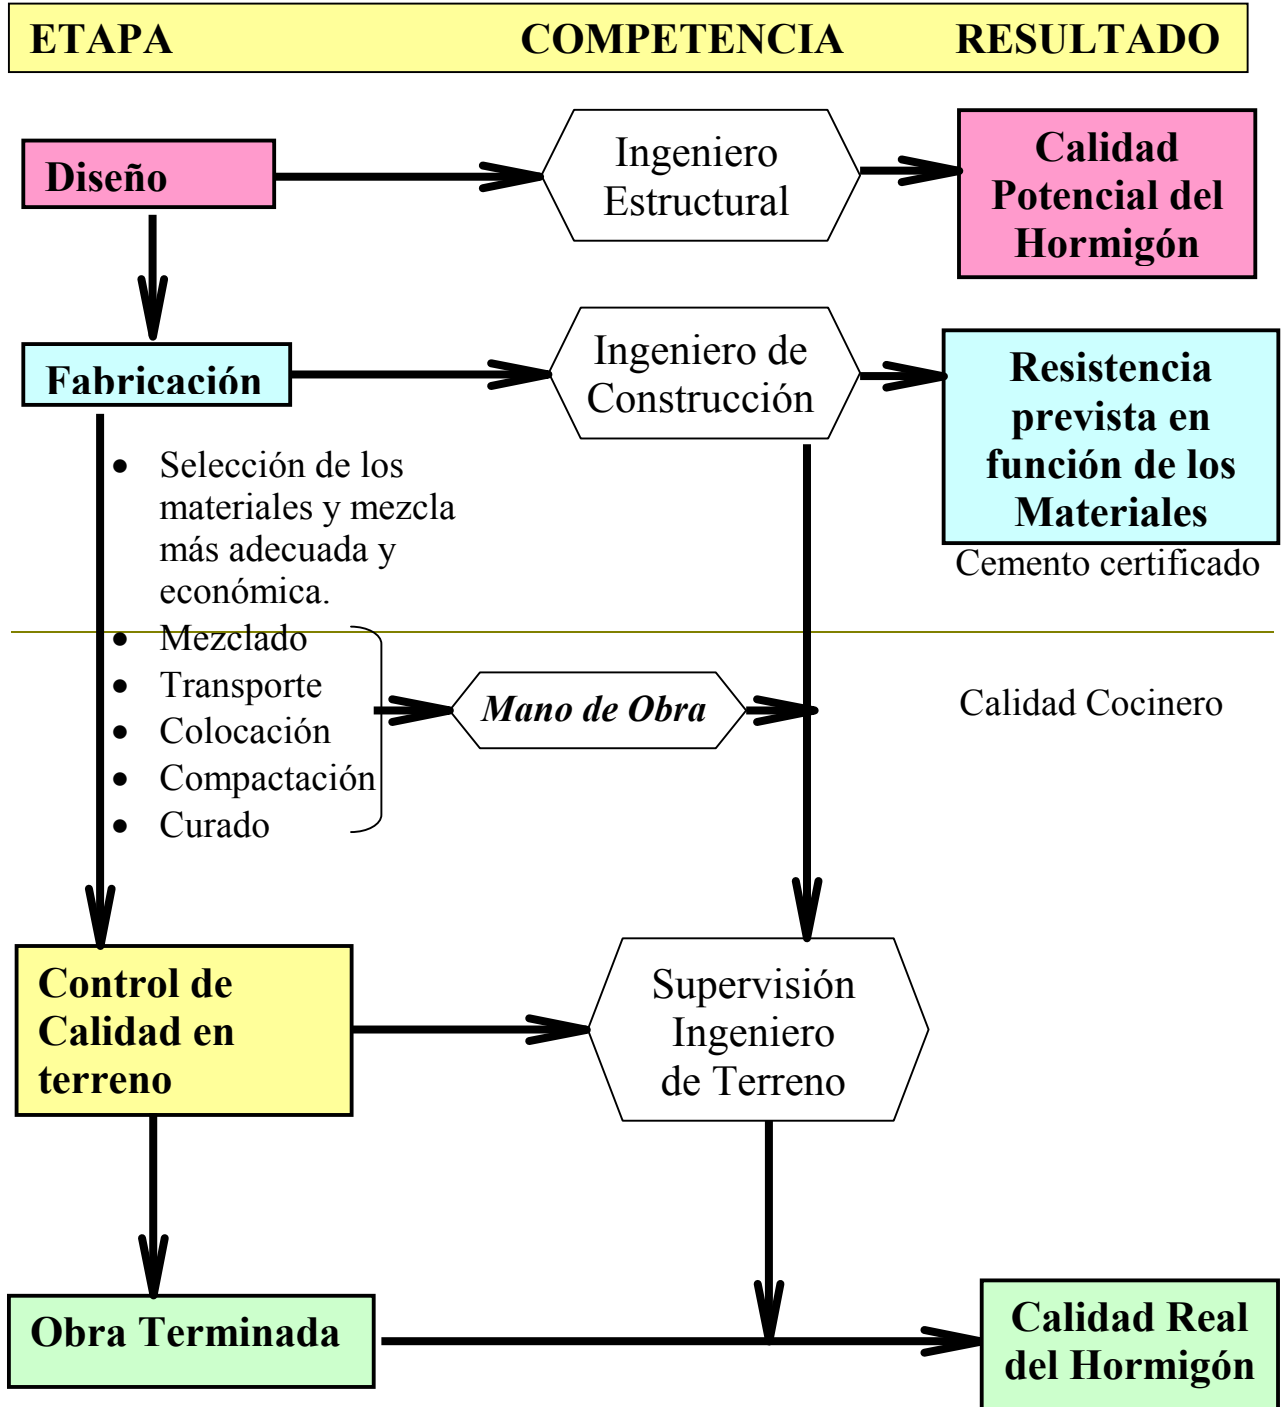 ETAPA COMPETENCIA RESULTADO
Diseño
Ingeniero
Estructural
Calidad
Potencial del
Hormigón
Fabricación
Ingeniero de
Construcción
Resistencia
prevista en
función de los
Materiales
Cemento certificado
• Selección de los
materiales y mezcla
más adecuada y
económica.
• Mezclado
• Transporte
• Colocación
• Compactación
• Curado
Mano de Obra
Calidad Cocinero
Control de
Calidad en
terreno
Supervisión
Ingeniero
de Terreno
Obra Terminada
Calidad Real
del Hormigón